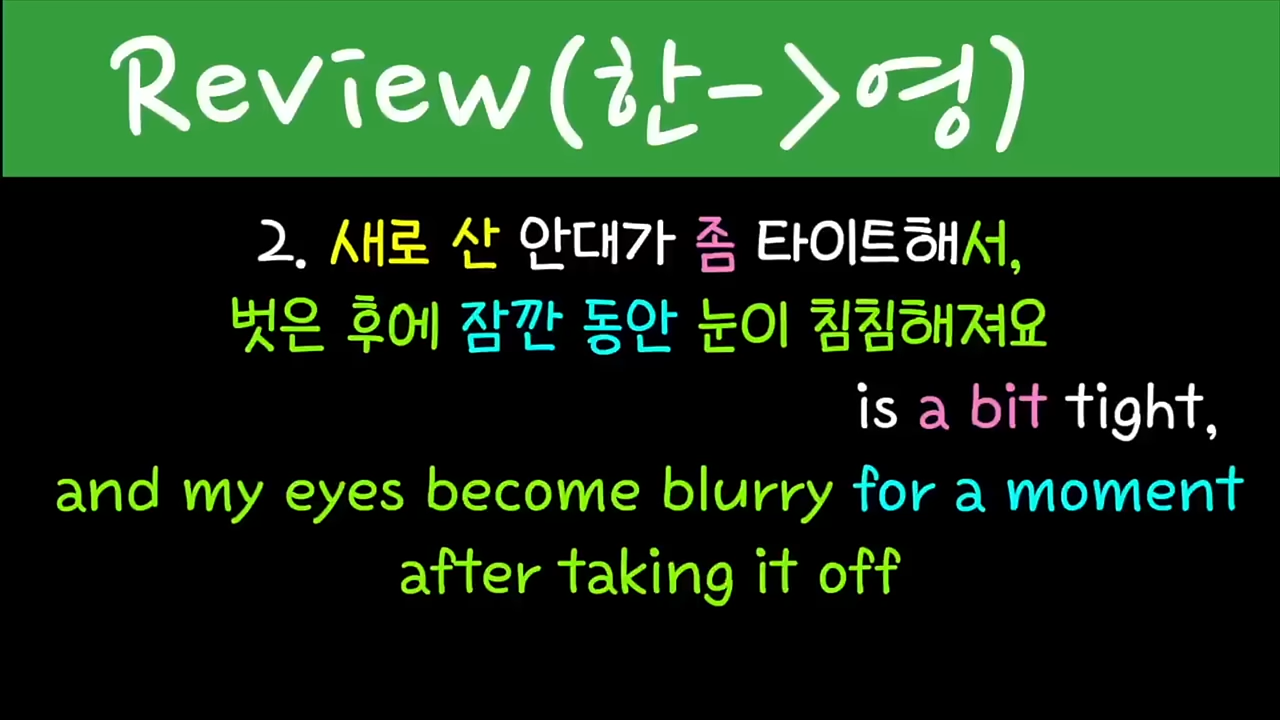 Review(한->영)
2. 새로 산 안대가 좀 타이트해서,
벗은 후에 잠깐 동안 눈이 침침해져요
is a bit tight,
and my eyes become blurry for a moment
after taking it off